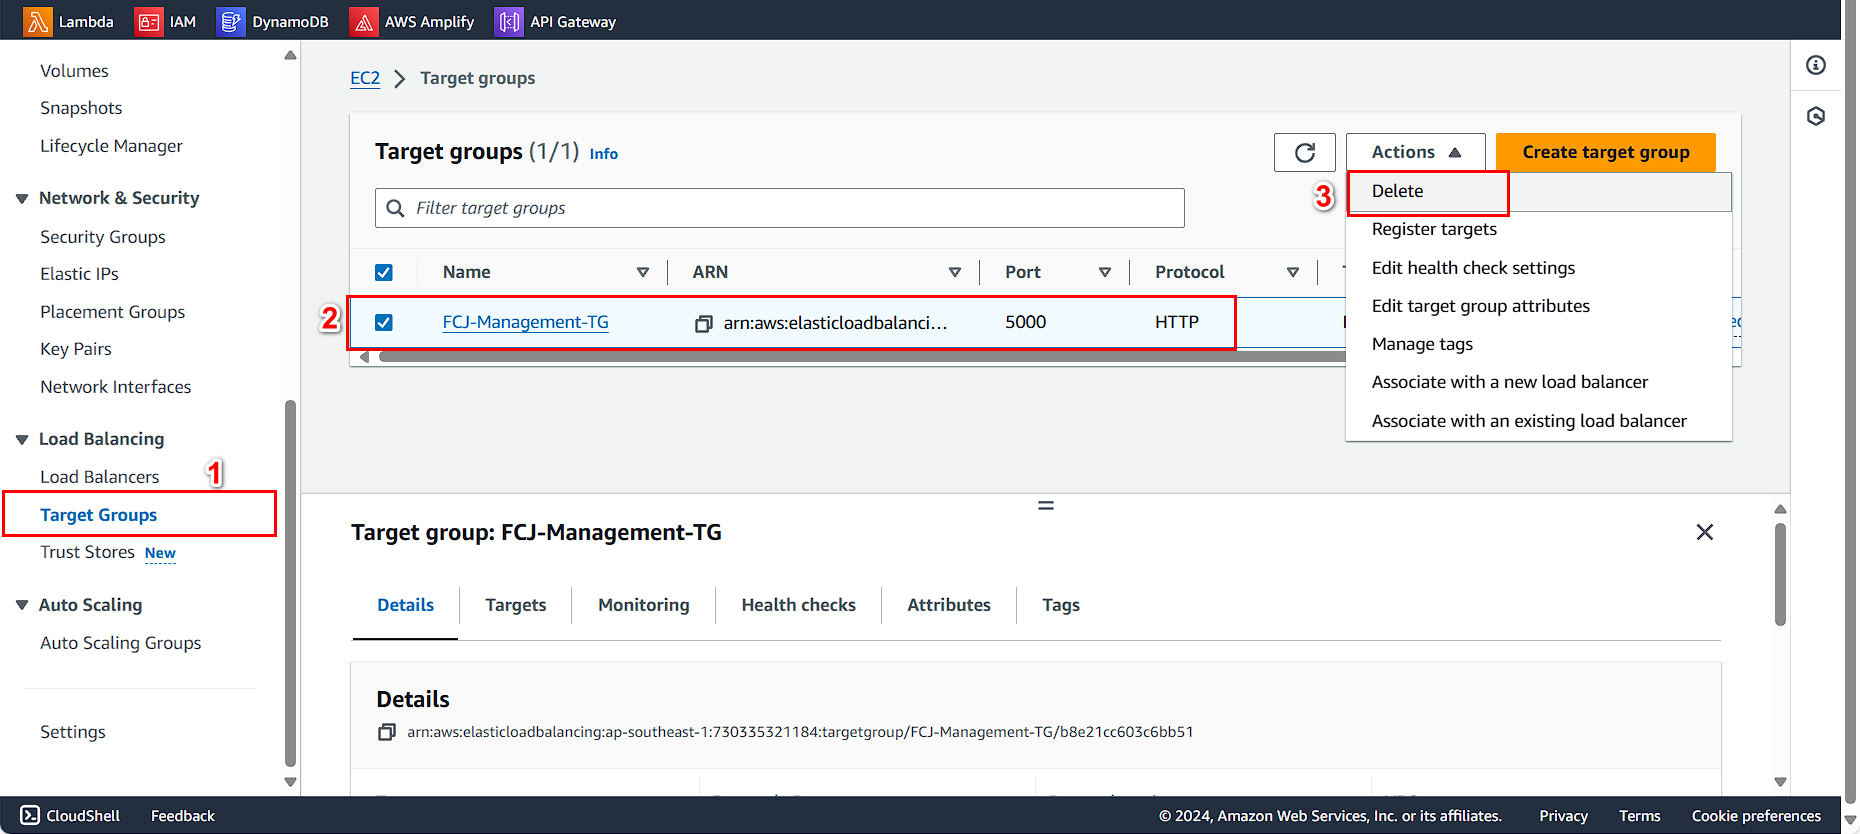 Lambda IAM DynamoDB AWS Amplify API Gateway
Volumes
Snapshots
Lifecycle Manager
Network & Security
Security Groups
Elastic IPs
Placement Groups
Key Pairs
Network Interfaces
Load Balancing
Load Balancers
1
Target Groups
Trust Stores New
Auto Scaling
Auto Scaling Groups
Settings
EC2 > Target groups
Target groups (1/1) Info
Actions
Create target group
Filter target groups
3
Delete
Register targets
Edit health check settings
Edit target group attributes
Manage tags
Associate with a new load balancer
Associate with an existing load balancer
Name ARN Port Protocol
2
FCJ-Management-TG arn:aws:elasticloadbalanci... 5000 HTTP
Target group: FCJ-Management-TG
Details Targets Monitoring Health checks Attributes Tags
Details
arn:aws:elasticloadbalancing:ap-southeast-1:730335321184:targetgroup/FCJ-Management-TG/b8e21cc603c6bb51
CloudShell Feedback © 2024, Amazon Web Services, Inc. or its affiliates. Privacy Terms Cookie preferences